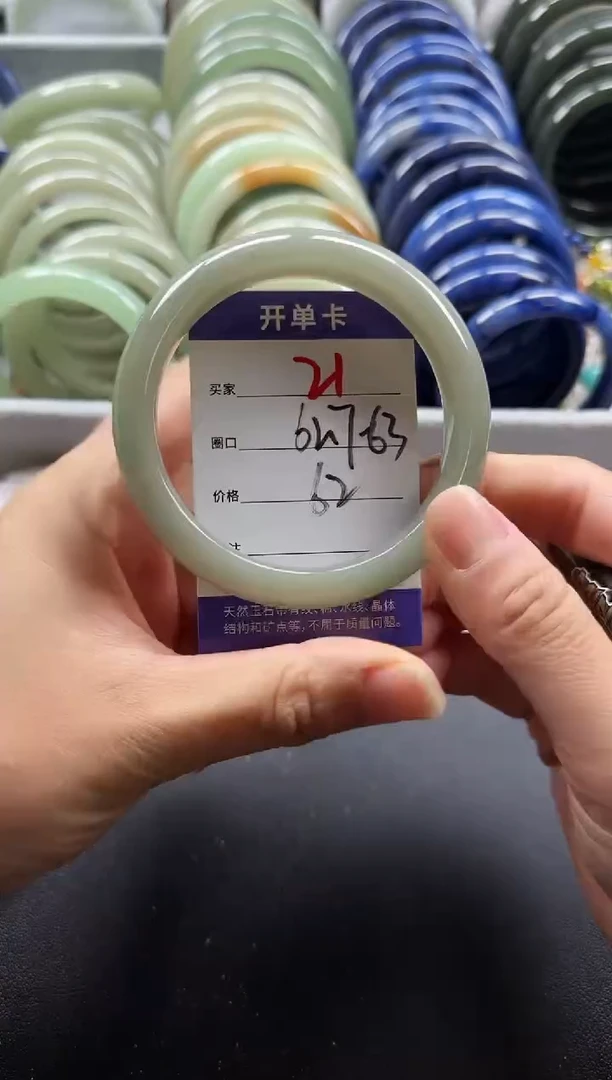 开单卡
买家 21
圈口 62.7-63
价格 62
天然玉石带有纹、棉、水线、晶体
结构和矿点等，不属于质量问题。